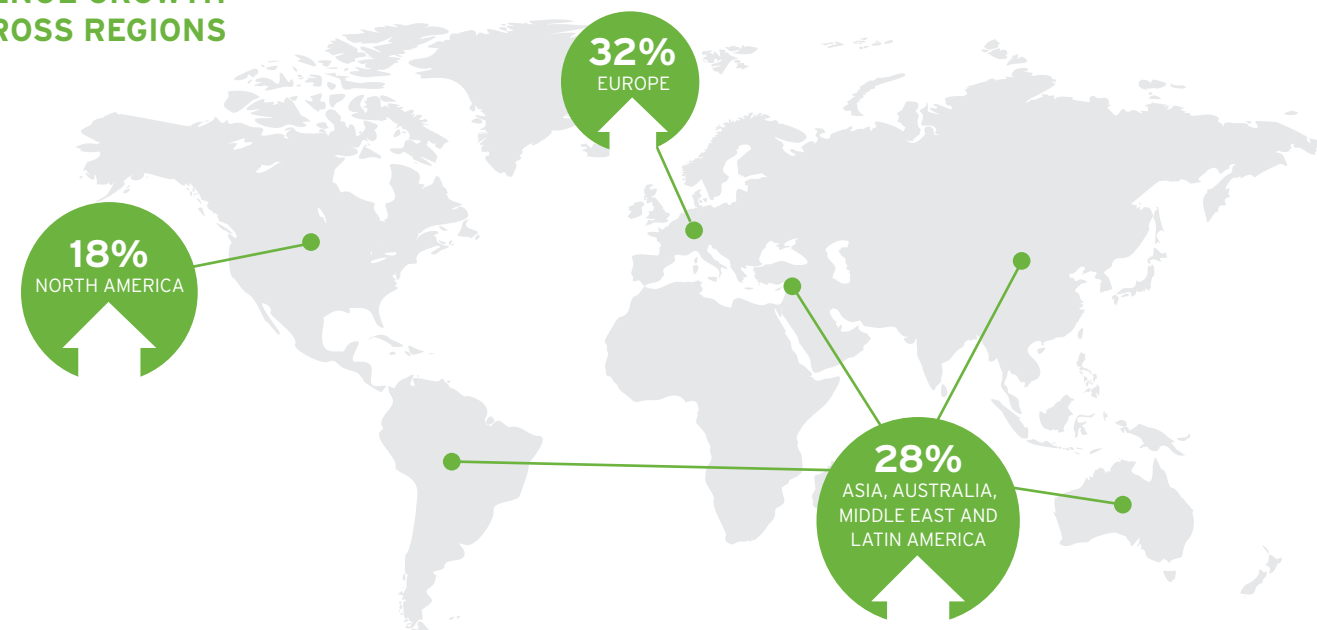 ROSS REGIONS
32%
EUROPE
18%
NORTH AMERICA
28%
ASIA, AUSTRALIA,
MIDDLE EAST AND
LATIN AMERICA